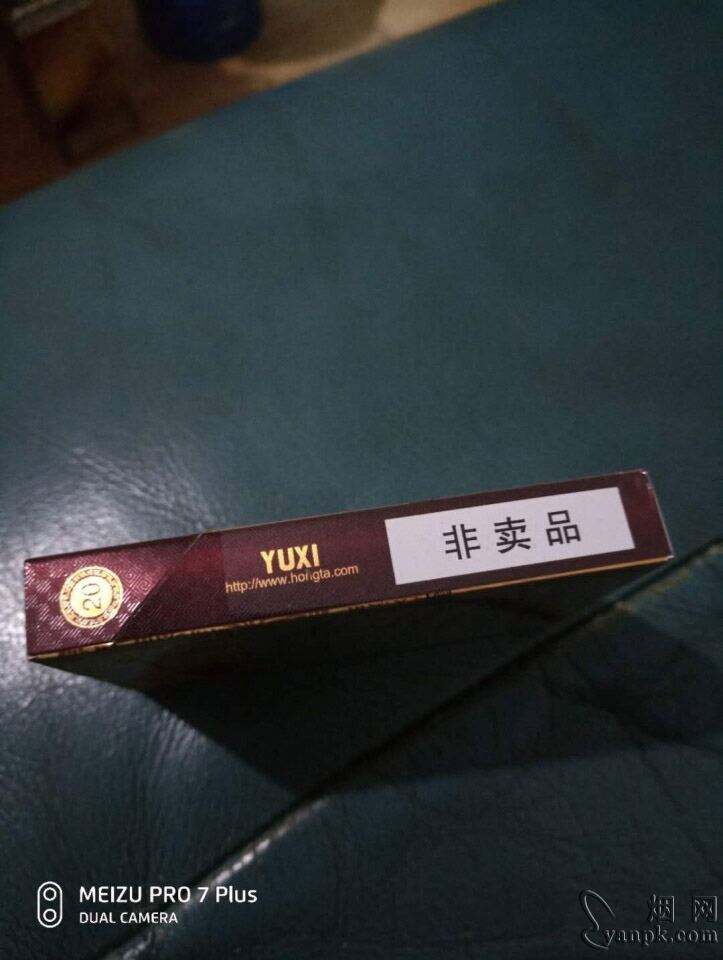 20
YUXI
http://www.hongta.com
非卖品
MEIZU PRO 7 Plus
DUAL CAMERA
烟网
yanpk.com